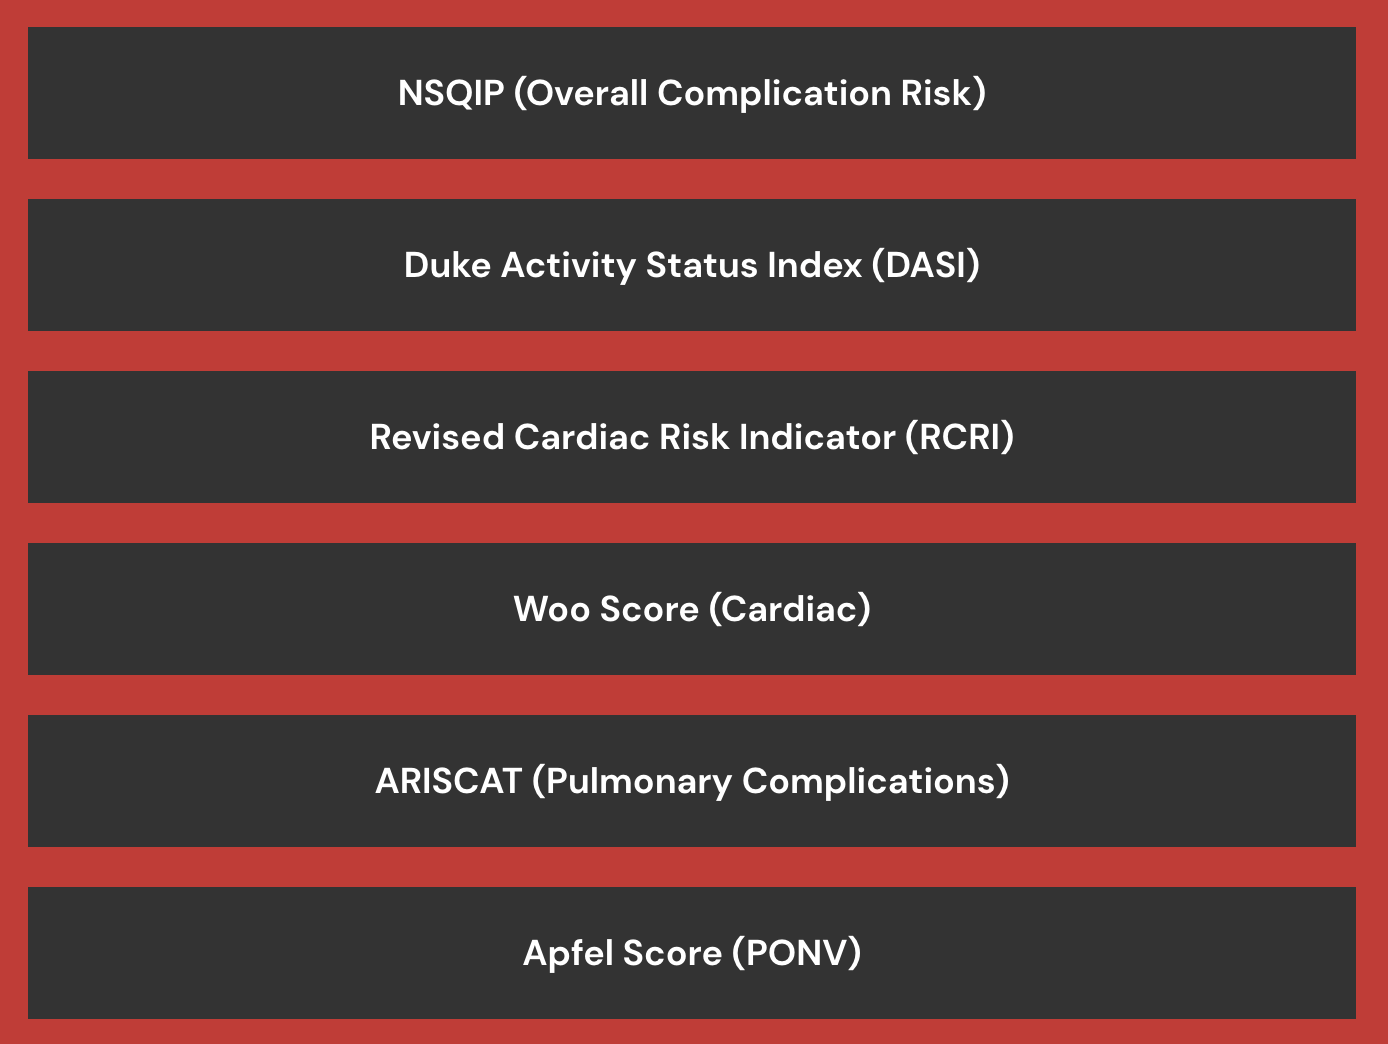 NSQIP (Overall Complication Risk)
Duke Activity Status Index (DASI)
Revised Cardiac Risk Indicator (RCRI)
Woo Score (Cardiac)
ARISCAT (Pulmonary Complications)
Apfel Score (PONV)